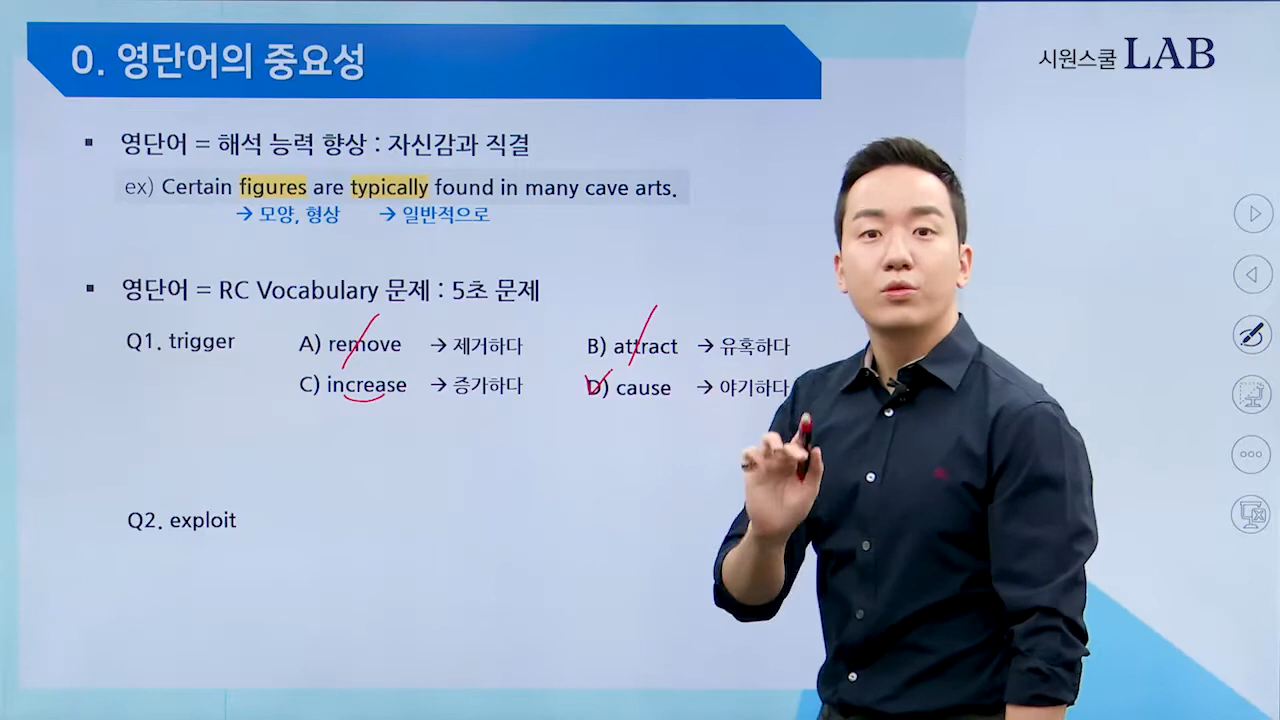 0. 영단어의 중요성
시원스쿨 LAB
영단어 = 해석 능력 향상 : 자신감과 직결
ex) Certain figures are typically found in many cave arts.
→ 모양, 형상 → 일반적으로
영단어 = RC Vocabulary 문제 : 5초 문제
Q1. trigger A) remove → 제거하다 B) attract → 유혹하다
C) increase → 증가하다 D) cause → 야기하다
Q2. exploit